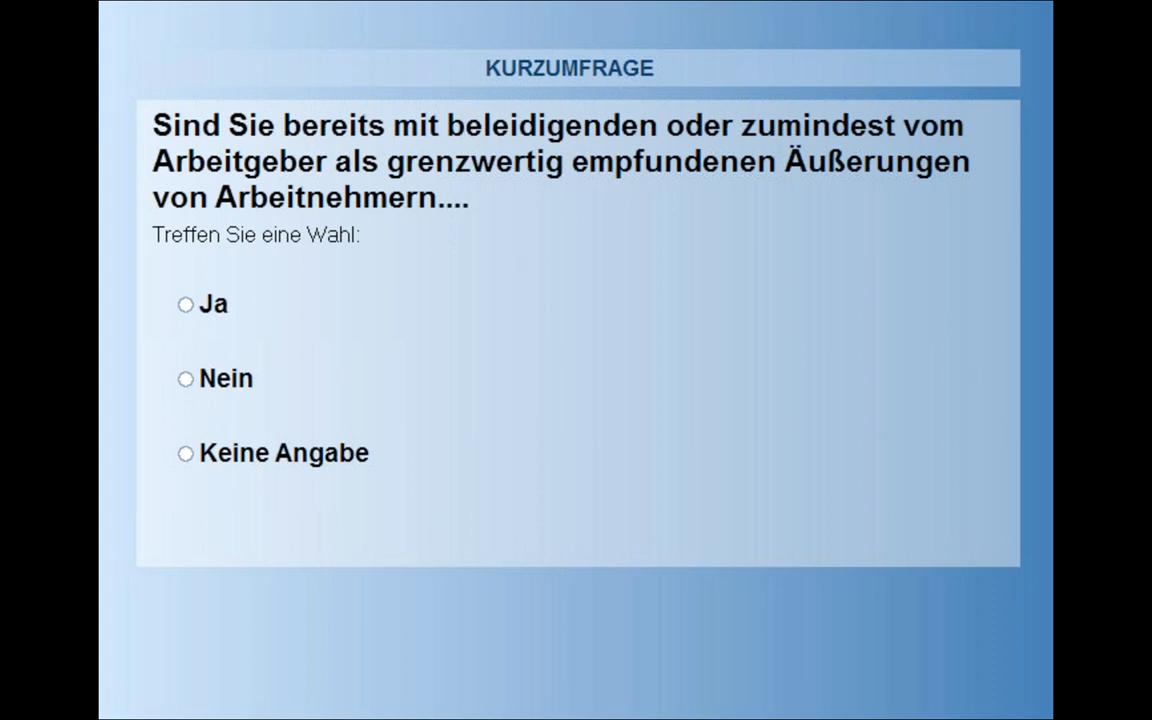 KURZUMFRAGE
Sind Sie bereits mit beleidigenden oder zumindest vom
Arbeitgeber als grenzwertig empfundenen Äußerungen
von Arbeitnehmern....
Treffen Sie eine Wahl:
Ja
Nein
Keine Angabe